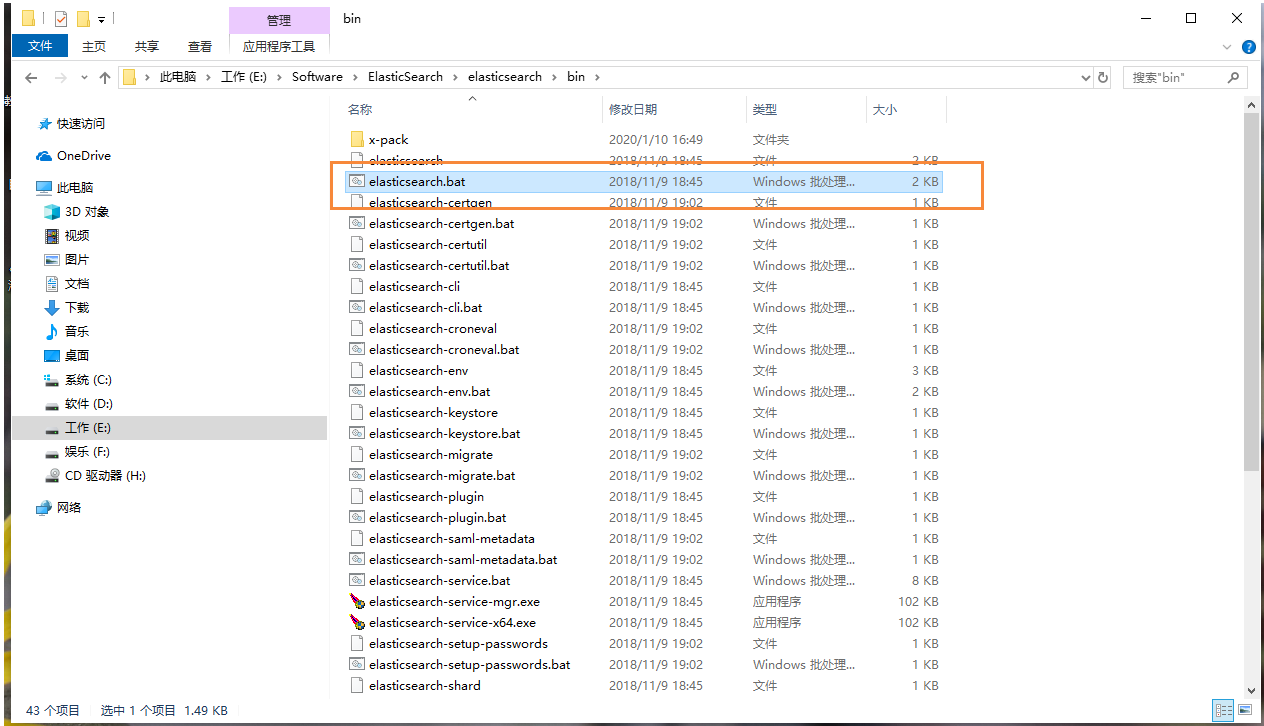 管理
bin
文件 主页 共享 查看 应用程序工具
此电脑 工作 (E:) Software ElasticSearch elasticsearch bin
搜索"bin"
快速访问
OneDrive
此电脑
3D 对象
视频
图片
文档
下载
音乐
桌面
系统 (C:)
软件 (D:)
工作 (E:)
娱乐 (F:)
CD 驱动器 (H:)
网络
名称 修改日期 类型 大小
x-pack 2020/1/10 16:49 文件夹
elasticsearch 2018/11/9 18:45 文件 2 KB
elasticsearch.bat 2018/11/9 18:45 Windows 批处理... 2 KB
elasticsearch-certgen 2018/11/9 19:02 文件 1 KB
elasticsearch-certgen.bat 2018/11/9 19:02 Windows 批处理... 1 KB
elasticsearch-certutil 2018/11/9 19:02 文件 1 KB
elasticsearch-certutil.bat 2018/11/9 19:02 Windows 批处理... 1 KB
elasticsearch-cli 2018/11/9 18:45 文件 1 KB
elasticsearch-cli.bat 2018/11/9 18:45 Windows 批处理... 1 KB
elasticsearch-croneval 2018/11/9 19:02 文件 1 KB
elasticsearch-croneval.bat 2018/11/9 19:02 Windows 批处理... 1 KB
elasticsearch-env 2018/11/9 18:45 文件 3 KB
elasticsearch-env.bat 2018/11/9 18:45 Windows 批处理... 2 KB
elasticsearch-keystore 2018/11/9 18:45 文件 1 KB
elasticsearch-keystore.bat 2018/11/9 18:45 Windows 批处理... 1 KB
elasticsearch-migrate 2018/11/9 19:02 文件 1 KB
elasticsearch-migrate.bat 2018/11/9 19:02 Windows 批处理... 1 KB
elasticsearch-plugin 2018/11/9 18:45 文件 1 KB
elasticsearch-plugin.bat 2018/11/9 18:45 Windows 批处理... 1 KB
elasticsearch-saml-metadata 2018/11/9 19:02 文件 1 KB
elasticsearch-saml-metadata.bat 2018/11/9 19:02 Windows 批处理... 1 KB
elasticsearch-service.bat 2018/11/9 18:45 Windows 批处理... 8 KB
elasticsearch-service-mgr.exe 2018/11/9 18:45 应用程序 102 KB
elasticsearch-service-x64.exe 2018/11/9 18:45 应用程序 102 KB
elasticsearch-setup-passwords 2018/11/9 19:02 文件 1 KB
elasticsearch-setup-passwords.bat 2018/11/9 19:02 Windows 批处理... 1 KB
elasticsearch-shard 2018/11/9 18:45 文件 1 KB
43 个项目 选中 1 个项目 1.49 KB